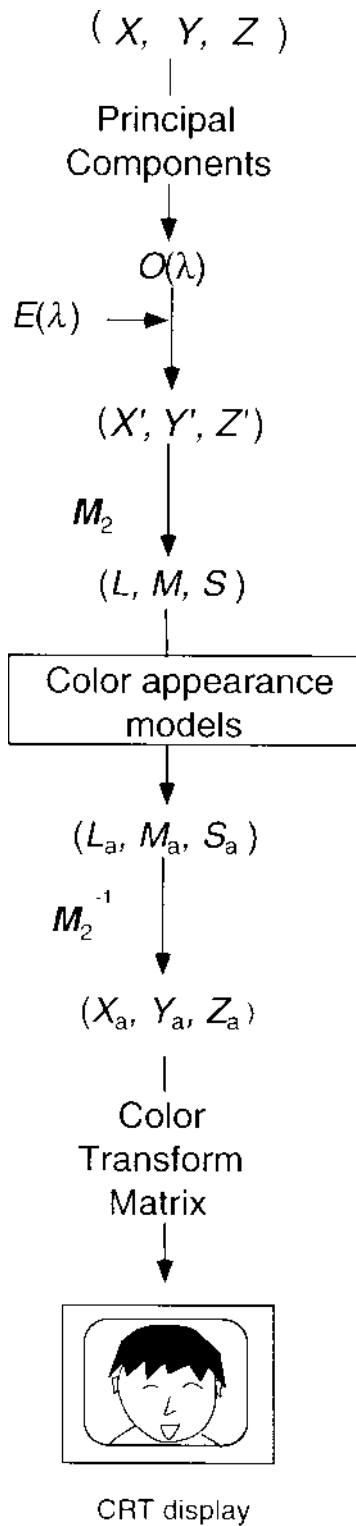 (X, Y, Z)
Principal
Components
O(λ)
E(λ)
(X', Y', Z')
M₂
(L, M, S)
Color appearance
models
(Lₐ, Mₐ, Sₐ)
M₂⁻¹
(Xₐ, Yₐ, Zₐ)
Color
Transform
Matrix
CRT display